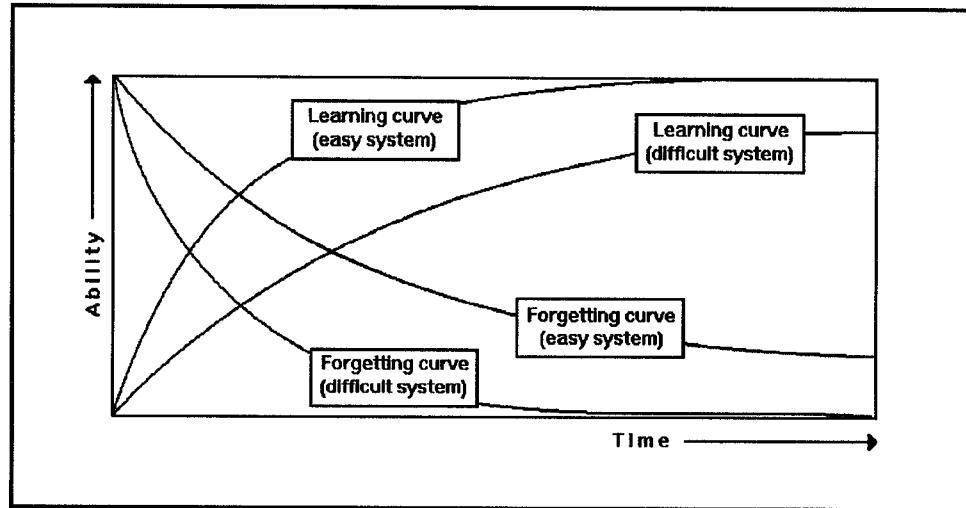 Learning curve
(easy system)
Learning curve
(difficult system)
Ability
Forgetting curve
(easy system)
Forgetting curve
(difficult system)
Time